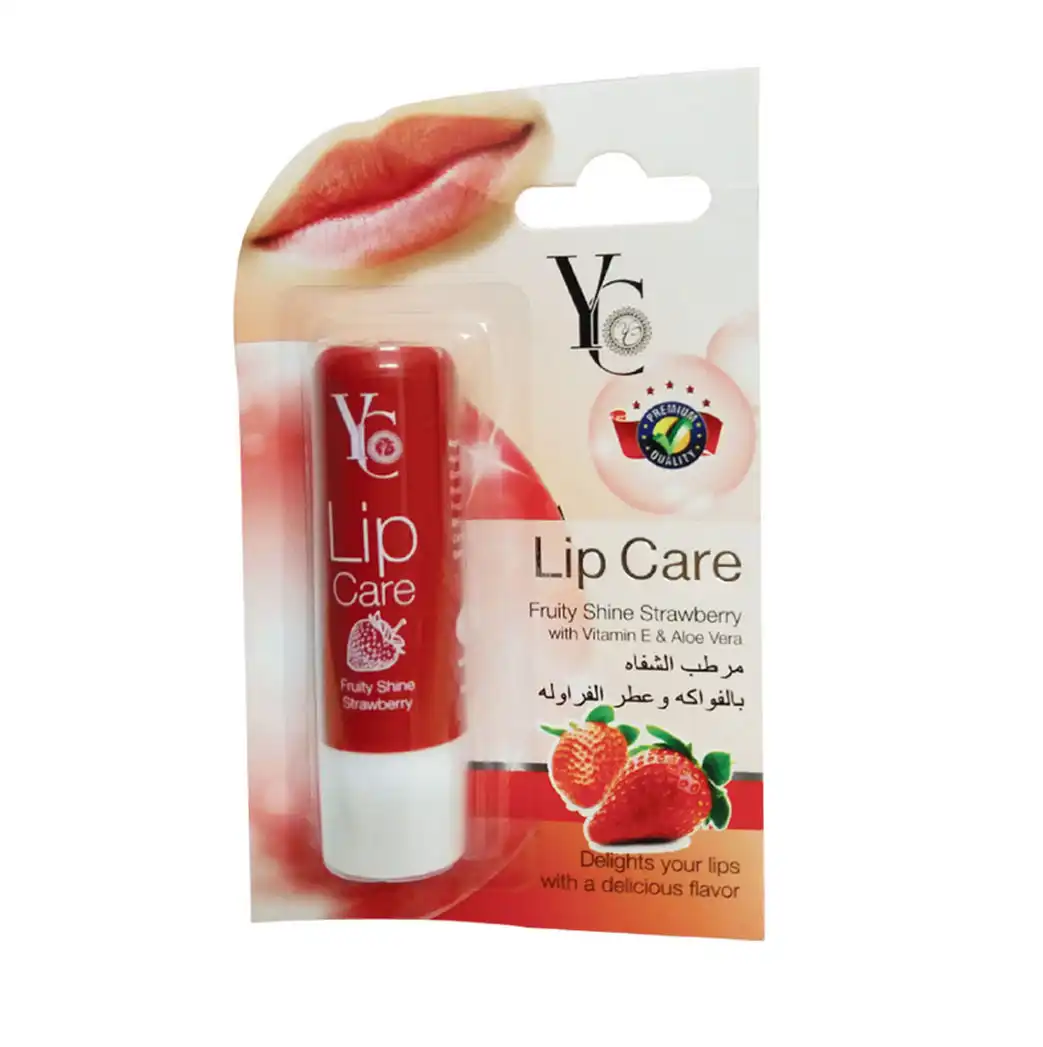 YC
PREMIUM
QUALITY
Lip Care
Fruity Shine Strawberry
with Vitamin E & Aloe Vera
مرطب الشفاه
بالفواكه وعطر الفراوله
Delights your lips
with a delicious flavor
YC
Lip
Care
Fruity Shine
Strawberry